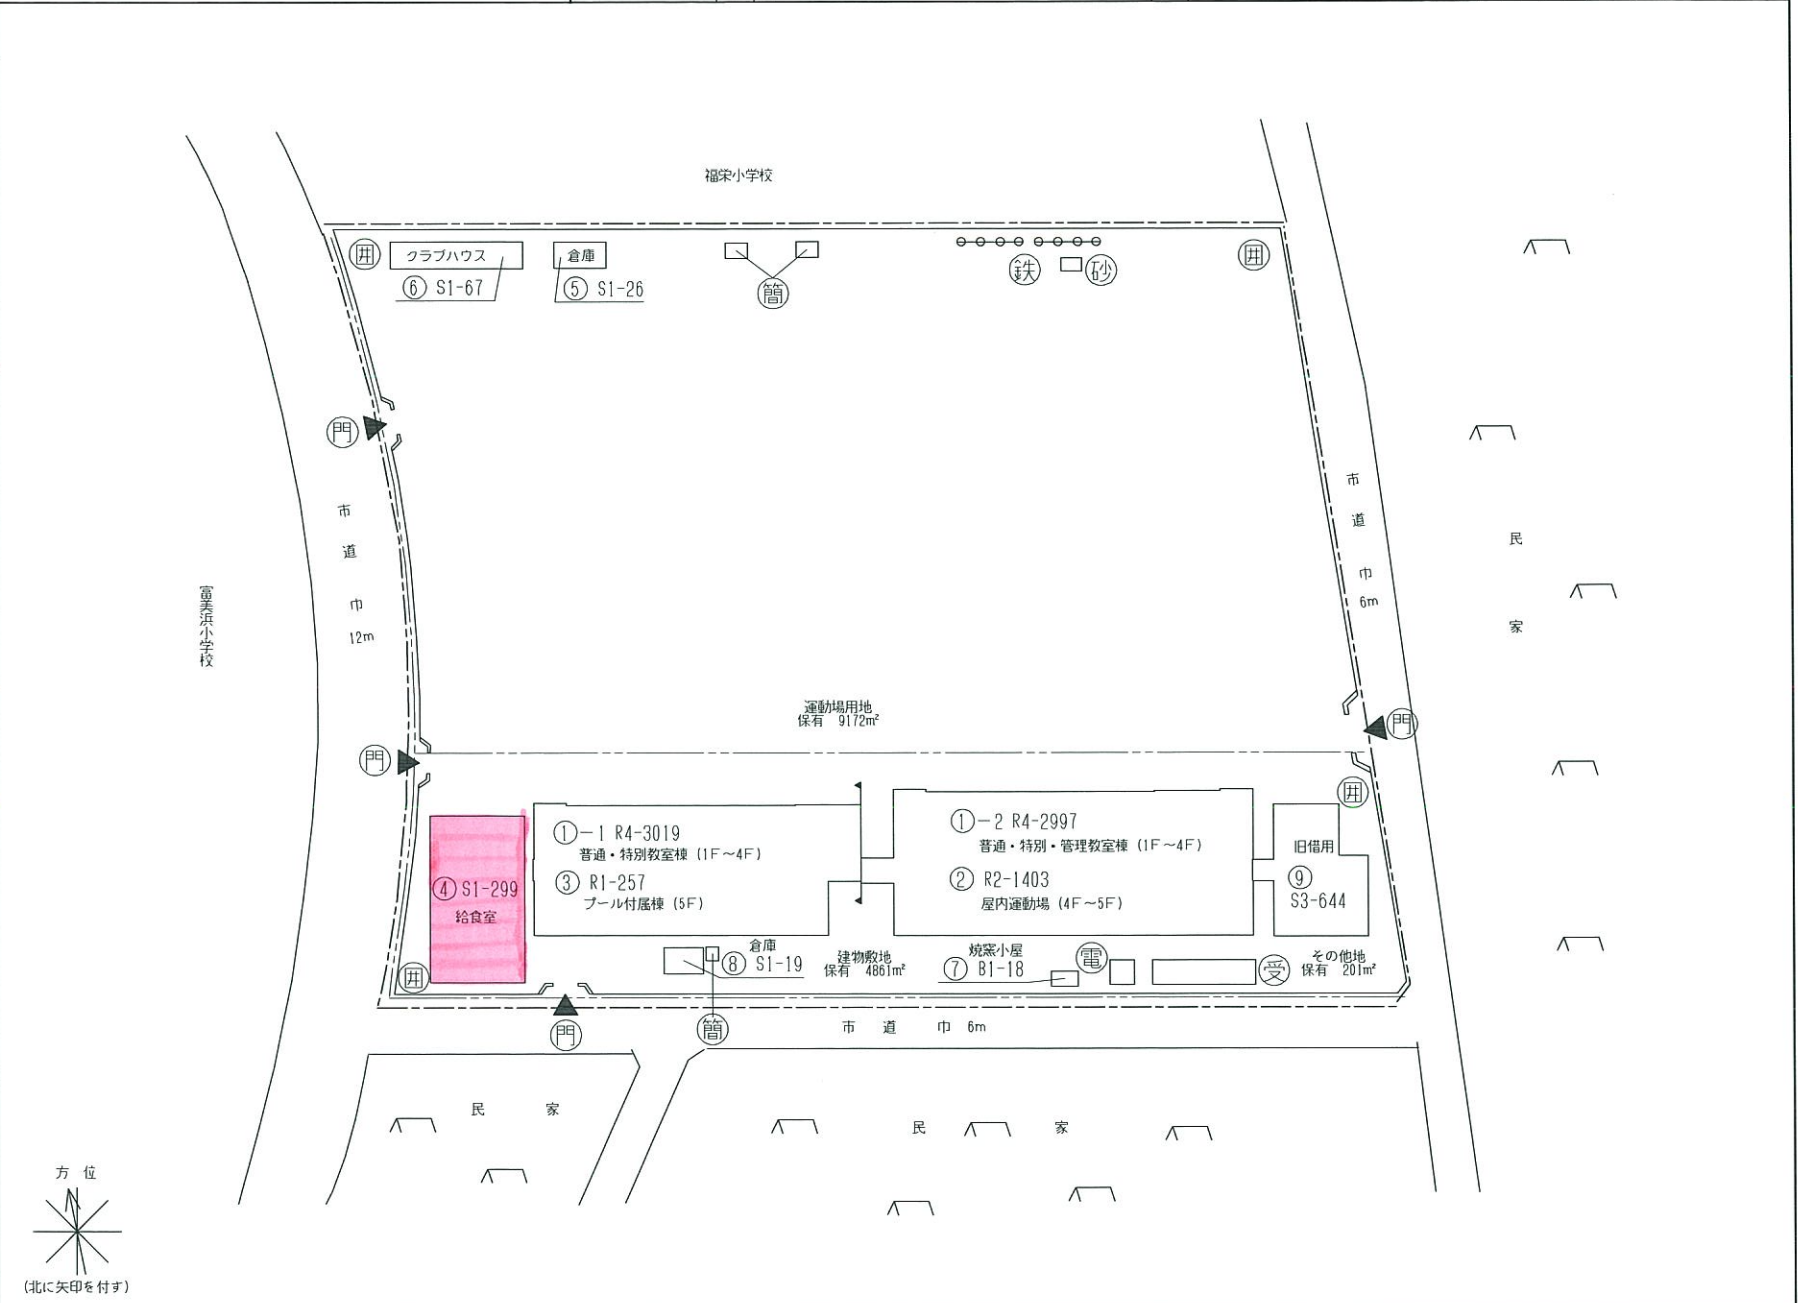 福栄小学校
囲
クラブハウス
⑥ S1-67
倉庫
⑤ S1-26
簡
鉄
砂
囲
門
市道 巾 12m
富美浜小学校
市道 巾 6m
民家
運動場用地
保有 9172m²
門
門
囲
①-1 R4-3019
普通・特別教室棟(1F~4F)
③ R1-257
プール付属棟(5F)
①-2 R4-2997
普通・特別・管理教室棟(1F~4F)
② R2-1403
屋内運動場(4F~5F)
旧借用
⑨
S3-644
④ S1-299
給食室
囲
倉庫
⑧ S1-19
建物敷地
保有 4861m²
焼窯小屋
⑦ B1-18
電
受
その他地
保有 201m²
門
簡
市道 巾 6m
民家
民家
方位
(北に矢印を付す)